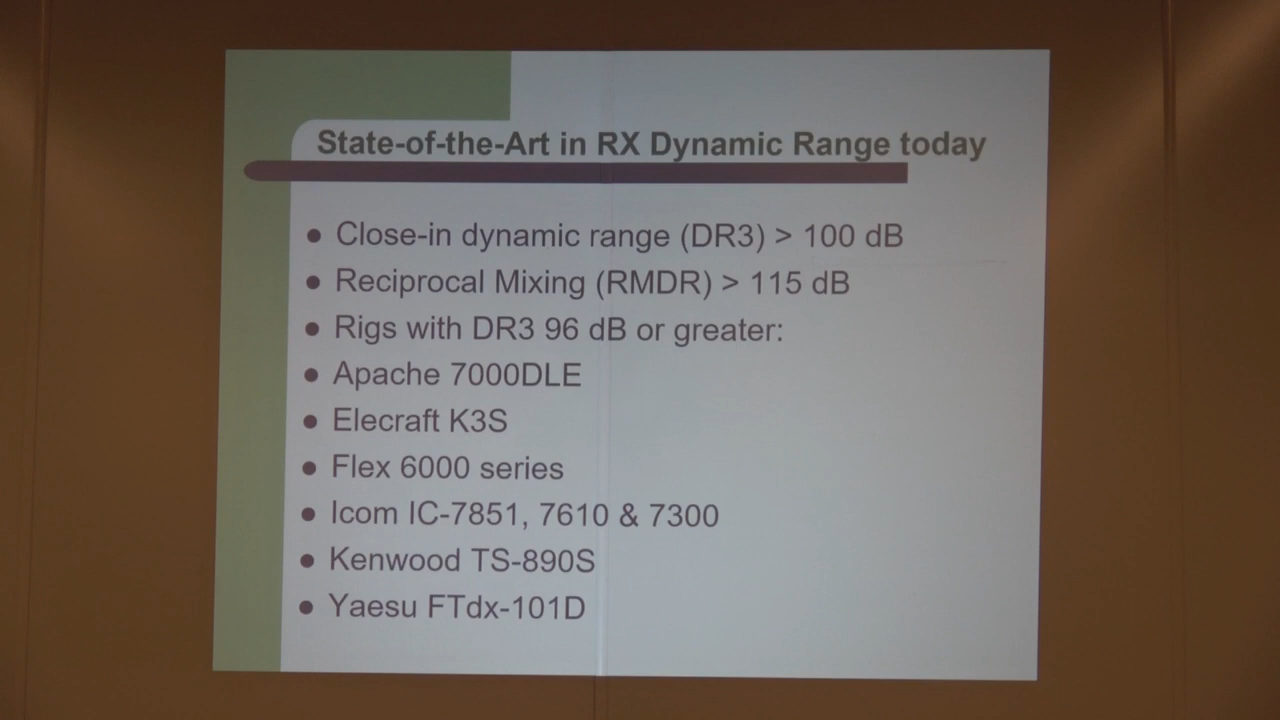 State-of-the-Art in RX Dynamic Range today
● Close-in dynamic range (DR3) > 100 dB
● Reciprocal Mixing (RMDR) > 115 dB
● Rigs with DR3 96 dB or greater:
● Apache 7000DLE
● Elecraft K3S
● Flex 6000 series
● Icom IC-7851, 7610 & 7300
● Kenwood TS-890S
● Yaesu FTdx-101D